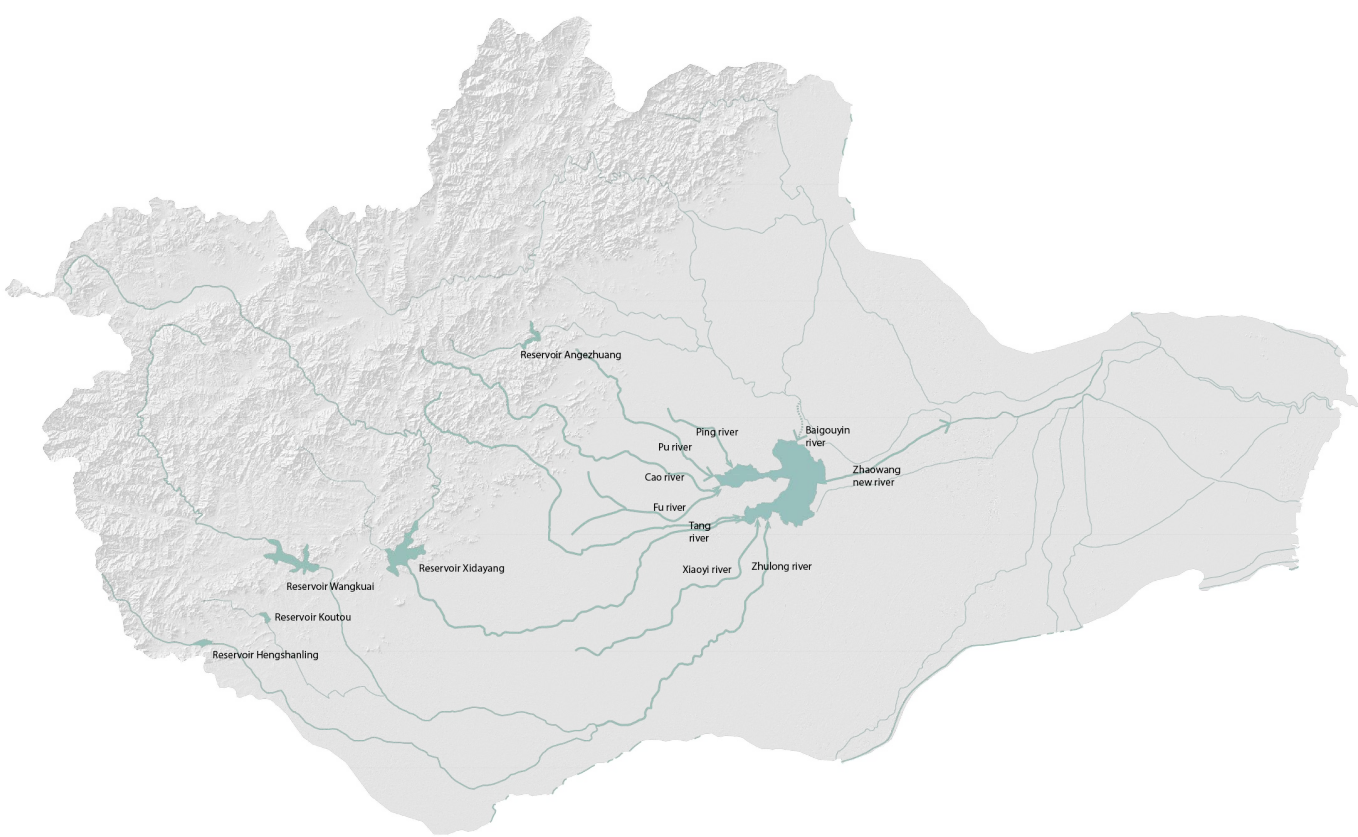 Reservoir Angezhuang
Ping river
Baigouyin
river
Pu river
Zhaowang
new river
Cao river
Fu river
Tang
river
Reservoir Xidayang
Xiaoyi river
Zhulong river
Reservoir Wangkuai
Reservoir Koutou
Reservoir Hengshanling